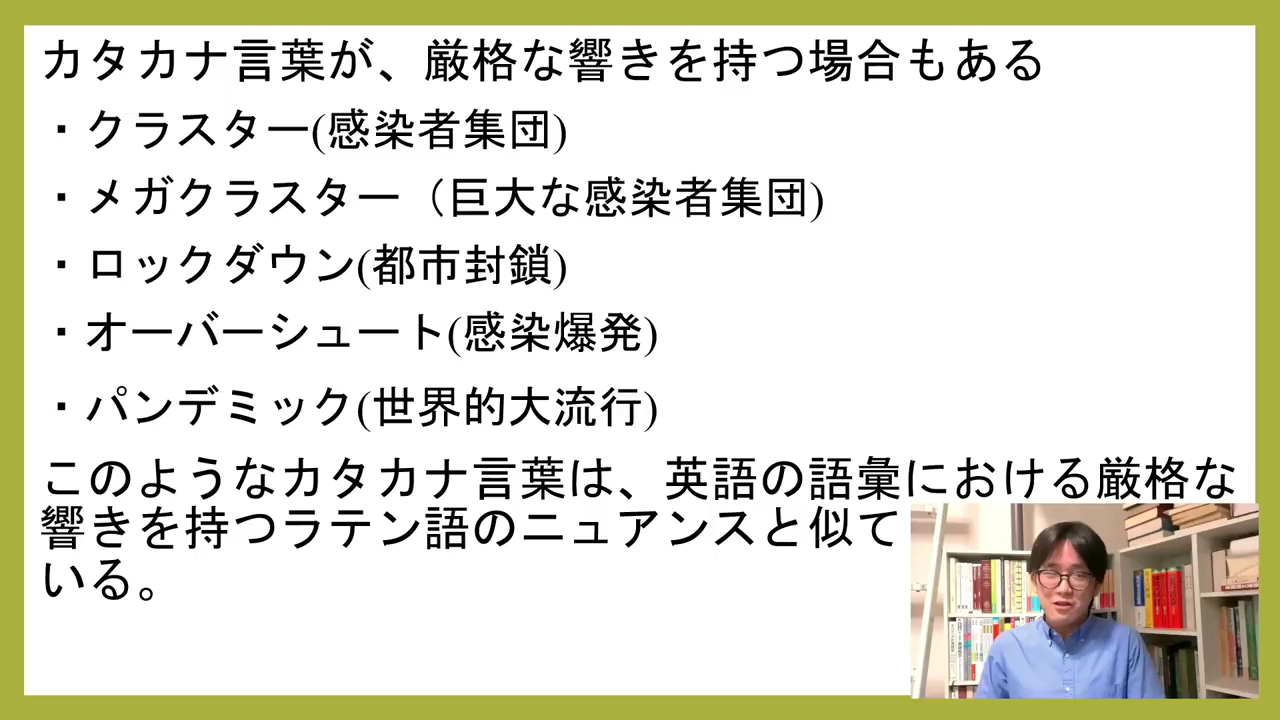 カタカナ言葉が、厳格な響きを持つ場合もある
・クラスター(感染者集団)
・メガクラスター（巨大な感染者集団)
・ロックダウン(都市封鎖)
・オーバーシュート(感染爆発)
・パンデミック(世界的大流行)
このようなカタカナ言葉は、英語の語彙における厳格な
響きを持つラテン語のニュアンスと似て
いる。